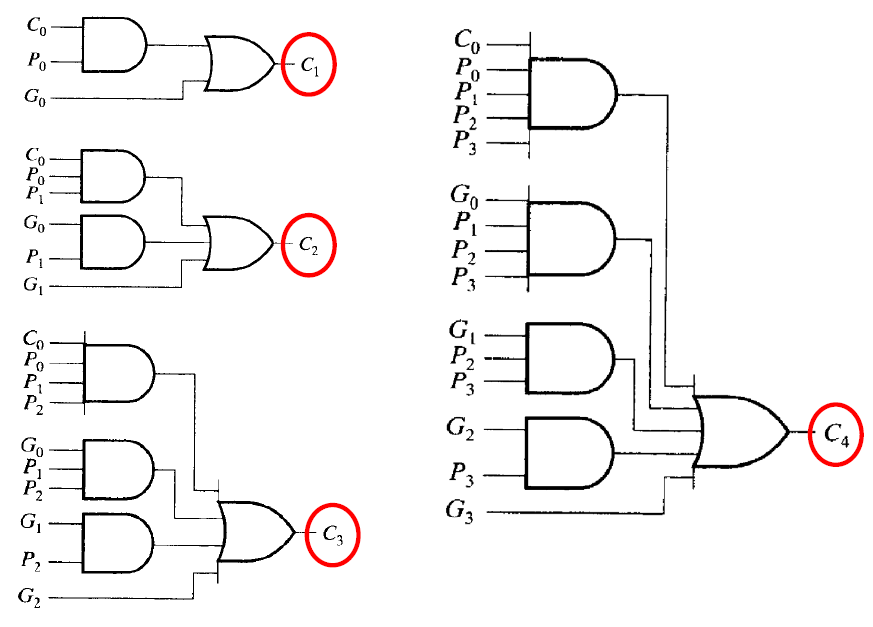 C₀
P₀
G₀
C₁
C₀
P₀
P₁
G₀
P₁
G₁
C₂
C₀
P₀
P₁
P₂
G₀
P₁
P₂
G₁
P₂
G₂
C₃
C₀
P₀
P₁
P₂
P₃
G₀
P₁
P₂
P₃
G₁
P₂
P₃
G₂
P₃
G₃
C₄